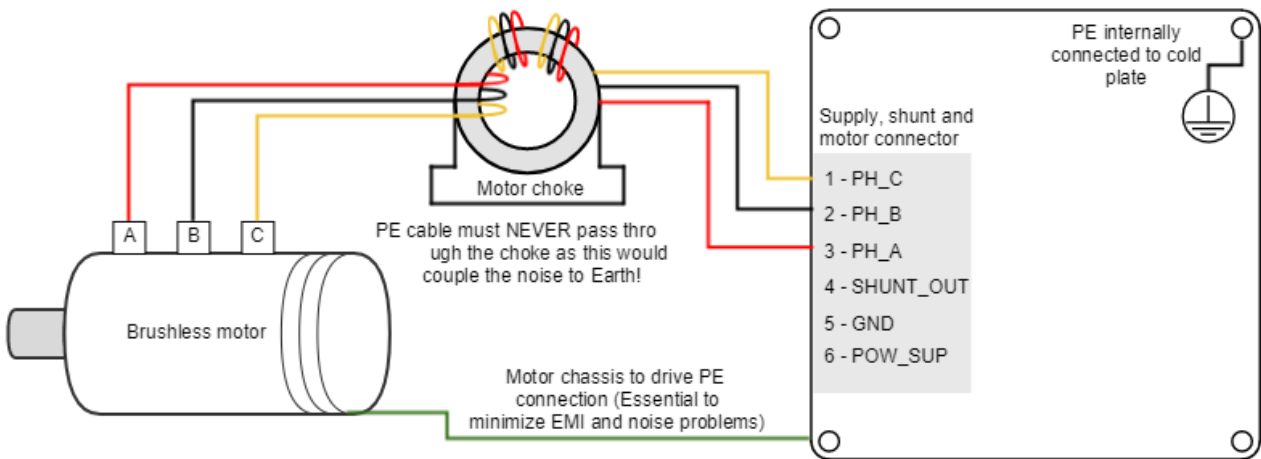 PE internally
connected to cold
plate
Supply, shunt and
motor connector
1 - PH_C
2 - PH_B
3 - PH_A
4 - SHUNT_OUT
5 - GND
6 - POW_SUP
Motor choke
PE cable must NEVER pass thro
ugh the choke as this would
couple the noise to Earth!
A
B
C
Brushless motor
Motor chassis to drive PE
connection (Essential to
minimize EMI and noise problems)